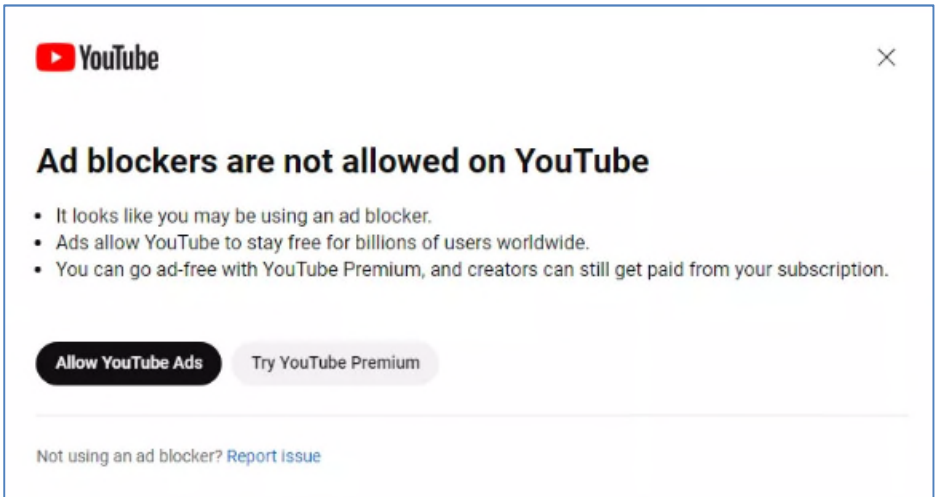 YouTube
Ad blockers are not allowed on YouTube
• It looks like you may be using an ad blocker.
• Ads allow YouTube to stay free for billions of users worldwide.
• You can go ad-free with YouTube Premium, and creators can still get paid from your subscription.
Allow YouTube Ads Try YouTube Premium
Not using an ad blocker? Report issue